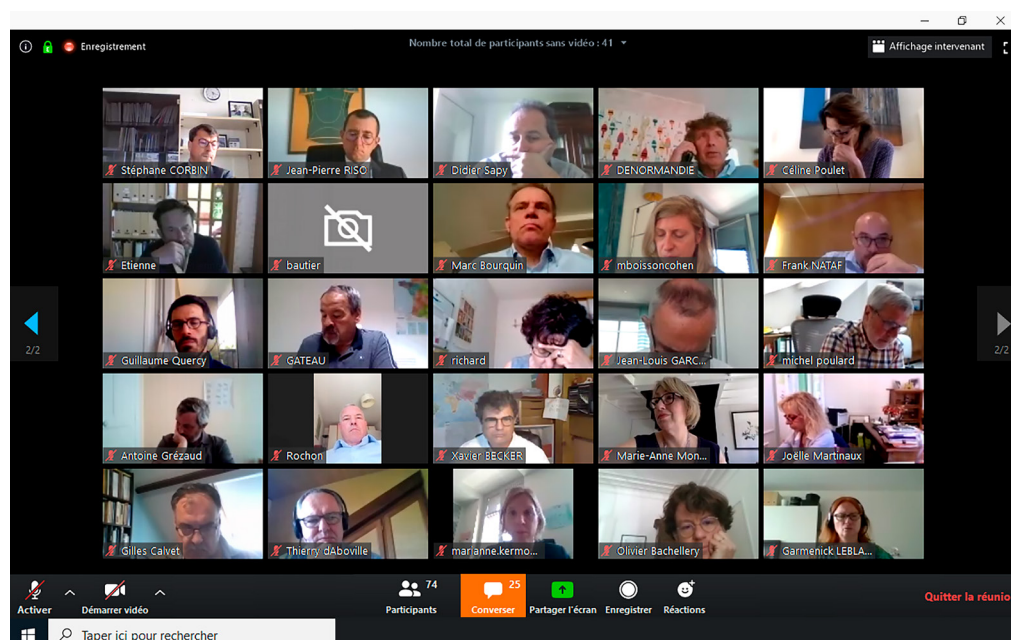 Nombre total de participants sans vidéo : 41
Enregistrement
Affichage intervenant
Stéphane CORBIN
Jean-Pierre RISO
Didier Sapy
DENORMANDIE
Céline Poulet
Etienne
bautier
Marc Bourquin
mboissoncohen
Frank NATAF
2/2
2/2
Guillaume Quercy
GATEAU
richard
Jean-Louis GARC...
michel poulard
Antoine Grézaud
Rochon
Xavier BECKER
Marie-Anne Mon...
Joëlle Martinaux
Gilles Calvet
Thierry dAboville
marianne.kermo...
Olivier Bachellery
Garmenick LEBLA...
74
25
Activer
Démarrer vidéo
Participants
Converser
Partager l'écran
Enregistrer
Réactions
Quitter la réunio
Taper ici pour rechercher